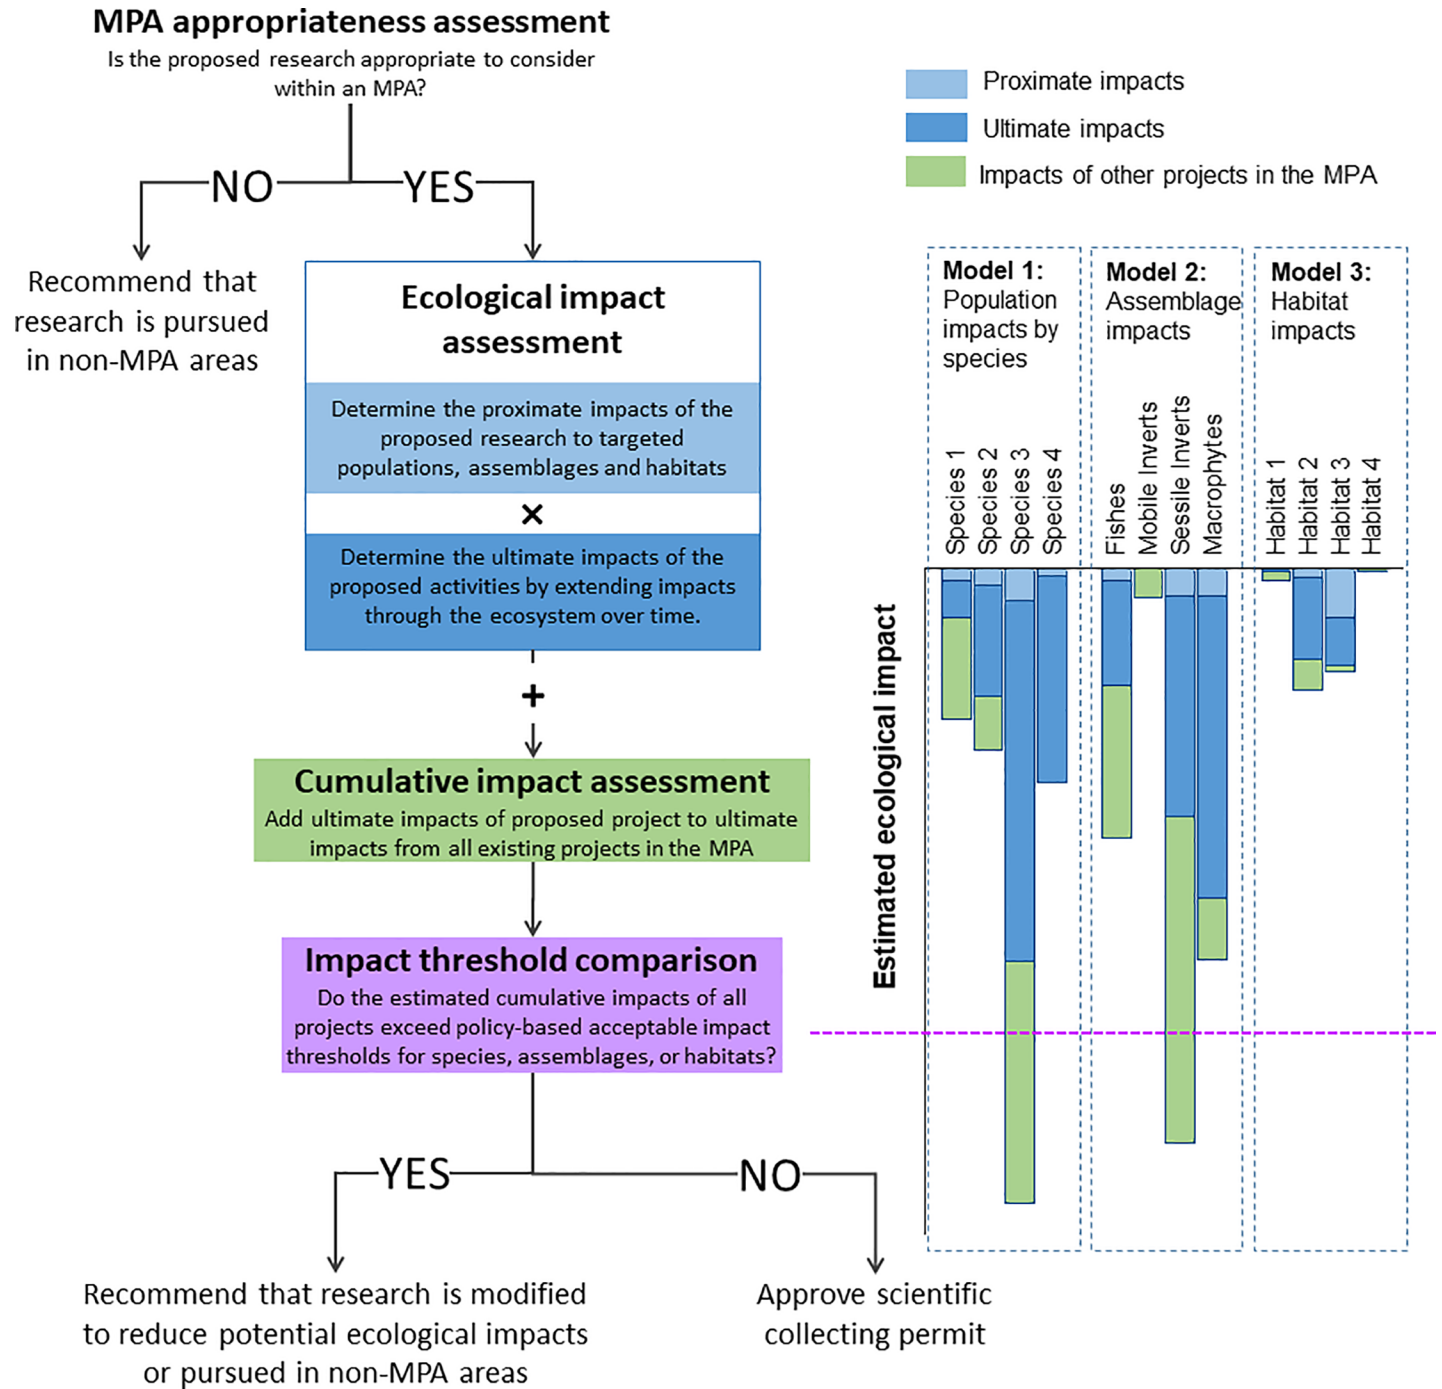 MPA appropriateness assessment
Is the proposed research appropriate to consider
within an MPA?
NO
YES
Recommend that
research is pursued
in non-MPA areas
Ecological impact
assessment
Determine the proximate impacts of the
proposed research to targeted
populations, assemblages and habitats
×
Determine the ultimate impacts of the
proposed activities by extending impacts
through the ecosystem over time.
+
Cumulative impact assessment
Add ultimate impacts of proposed project to ultimate
impacts from all existing projects in the MPA
Impact threshold comparison
Do the estimated cumulative impacts of all
projects exceed policy-based acceptable impact
thresholds for species, assemblages, or habitats?
YES
NO
Recommend that research is modified
to reduce potential ecological impacts
or pursued in non-MPA areas
Approve scientific
collecting permit
Proximate impacts
Ultimate impacts
Impacts of other projects in the MPA
Model 1:
Population
impacts by
species
Model 2:
Assemblage
impacts
Model 3:
Habitat
impacts
Species 1
Species 2
Species 3
Species 4
Fishes
Mobile Inverts
Sessile Inverts
Macrophytes
Habitat 1
Habitat 2
Habitat 3
Habitat 4
Estimated ecological impact